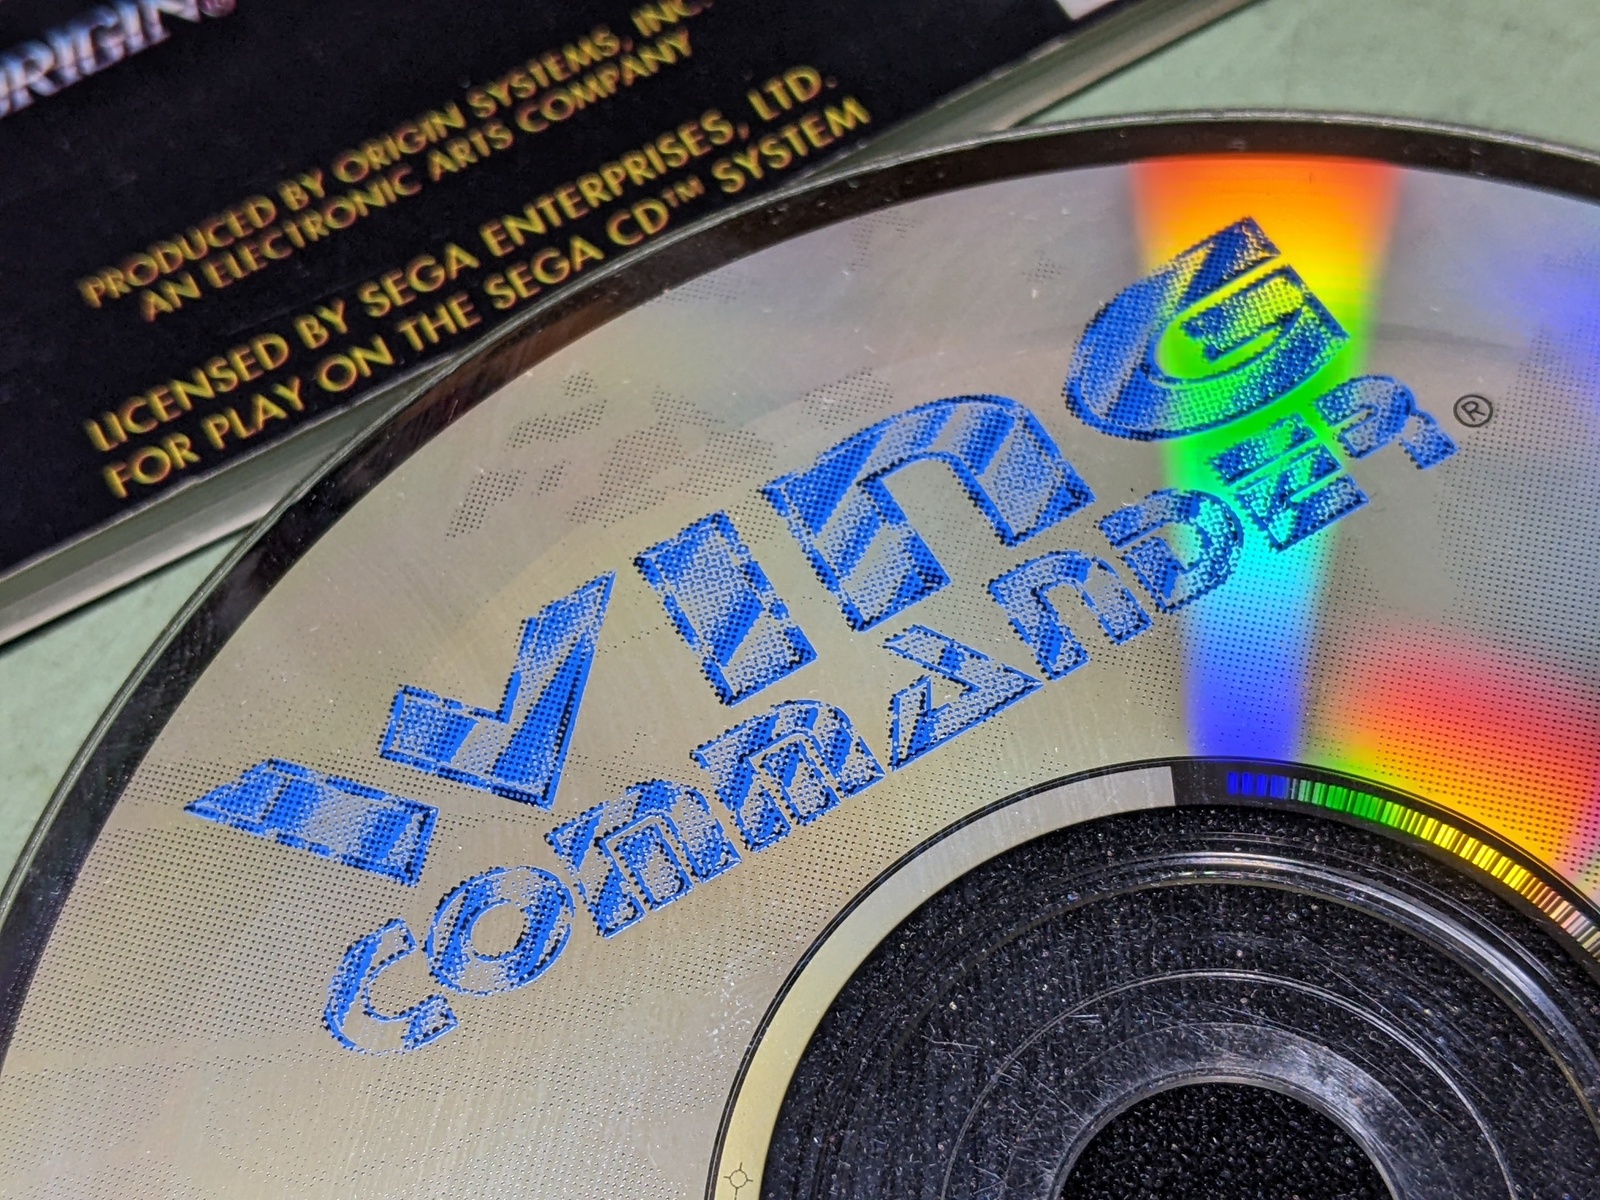 ORIGIN®
PRODUCED BY ORIGIN SYSTEMS, INC.
AN ELECTRONIC ARTS COMPANY
LICENSED BY SEGA ENTERPRISES, LTD.
FOR PLAY ON THE SEGA CD™ SYSTEM
WING
COMMANDER®